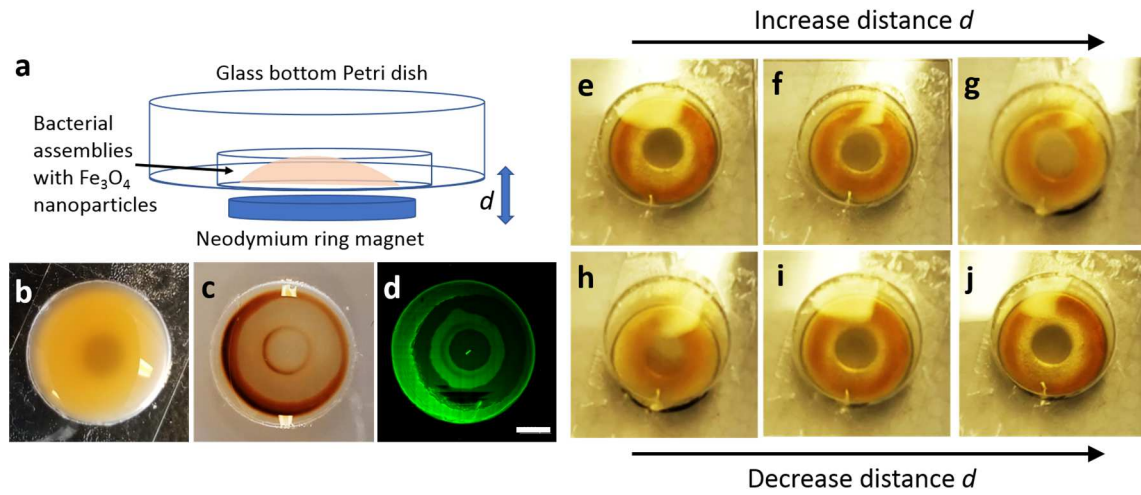 a
Glass bottom Petri dish
Bacterial
assemblies
with Fe₃O₄
nanoparticles
d
Neodymium ring magnet
b
c
d
Increase distance d
e
f
g
h
i
j
Decrease distance d